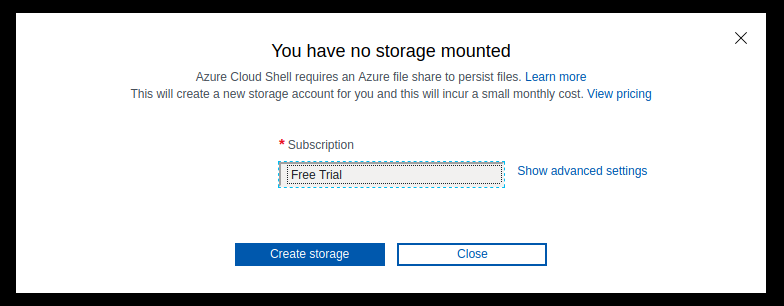 You have no storage mounted
Azure Cloud Shell requires an Azure file share to persist files. Learn more
This will create a new storage account for you and this will incur a small monthly cost. View pricing
* Subscription
Free Trial
Show advanced settings
Create storage
Close